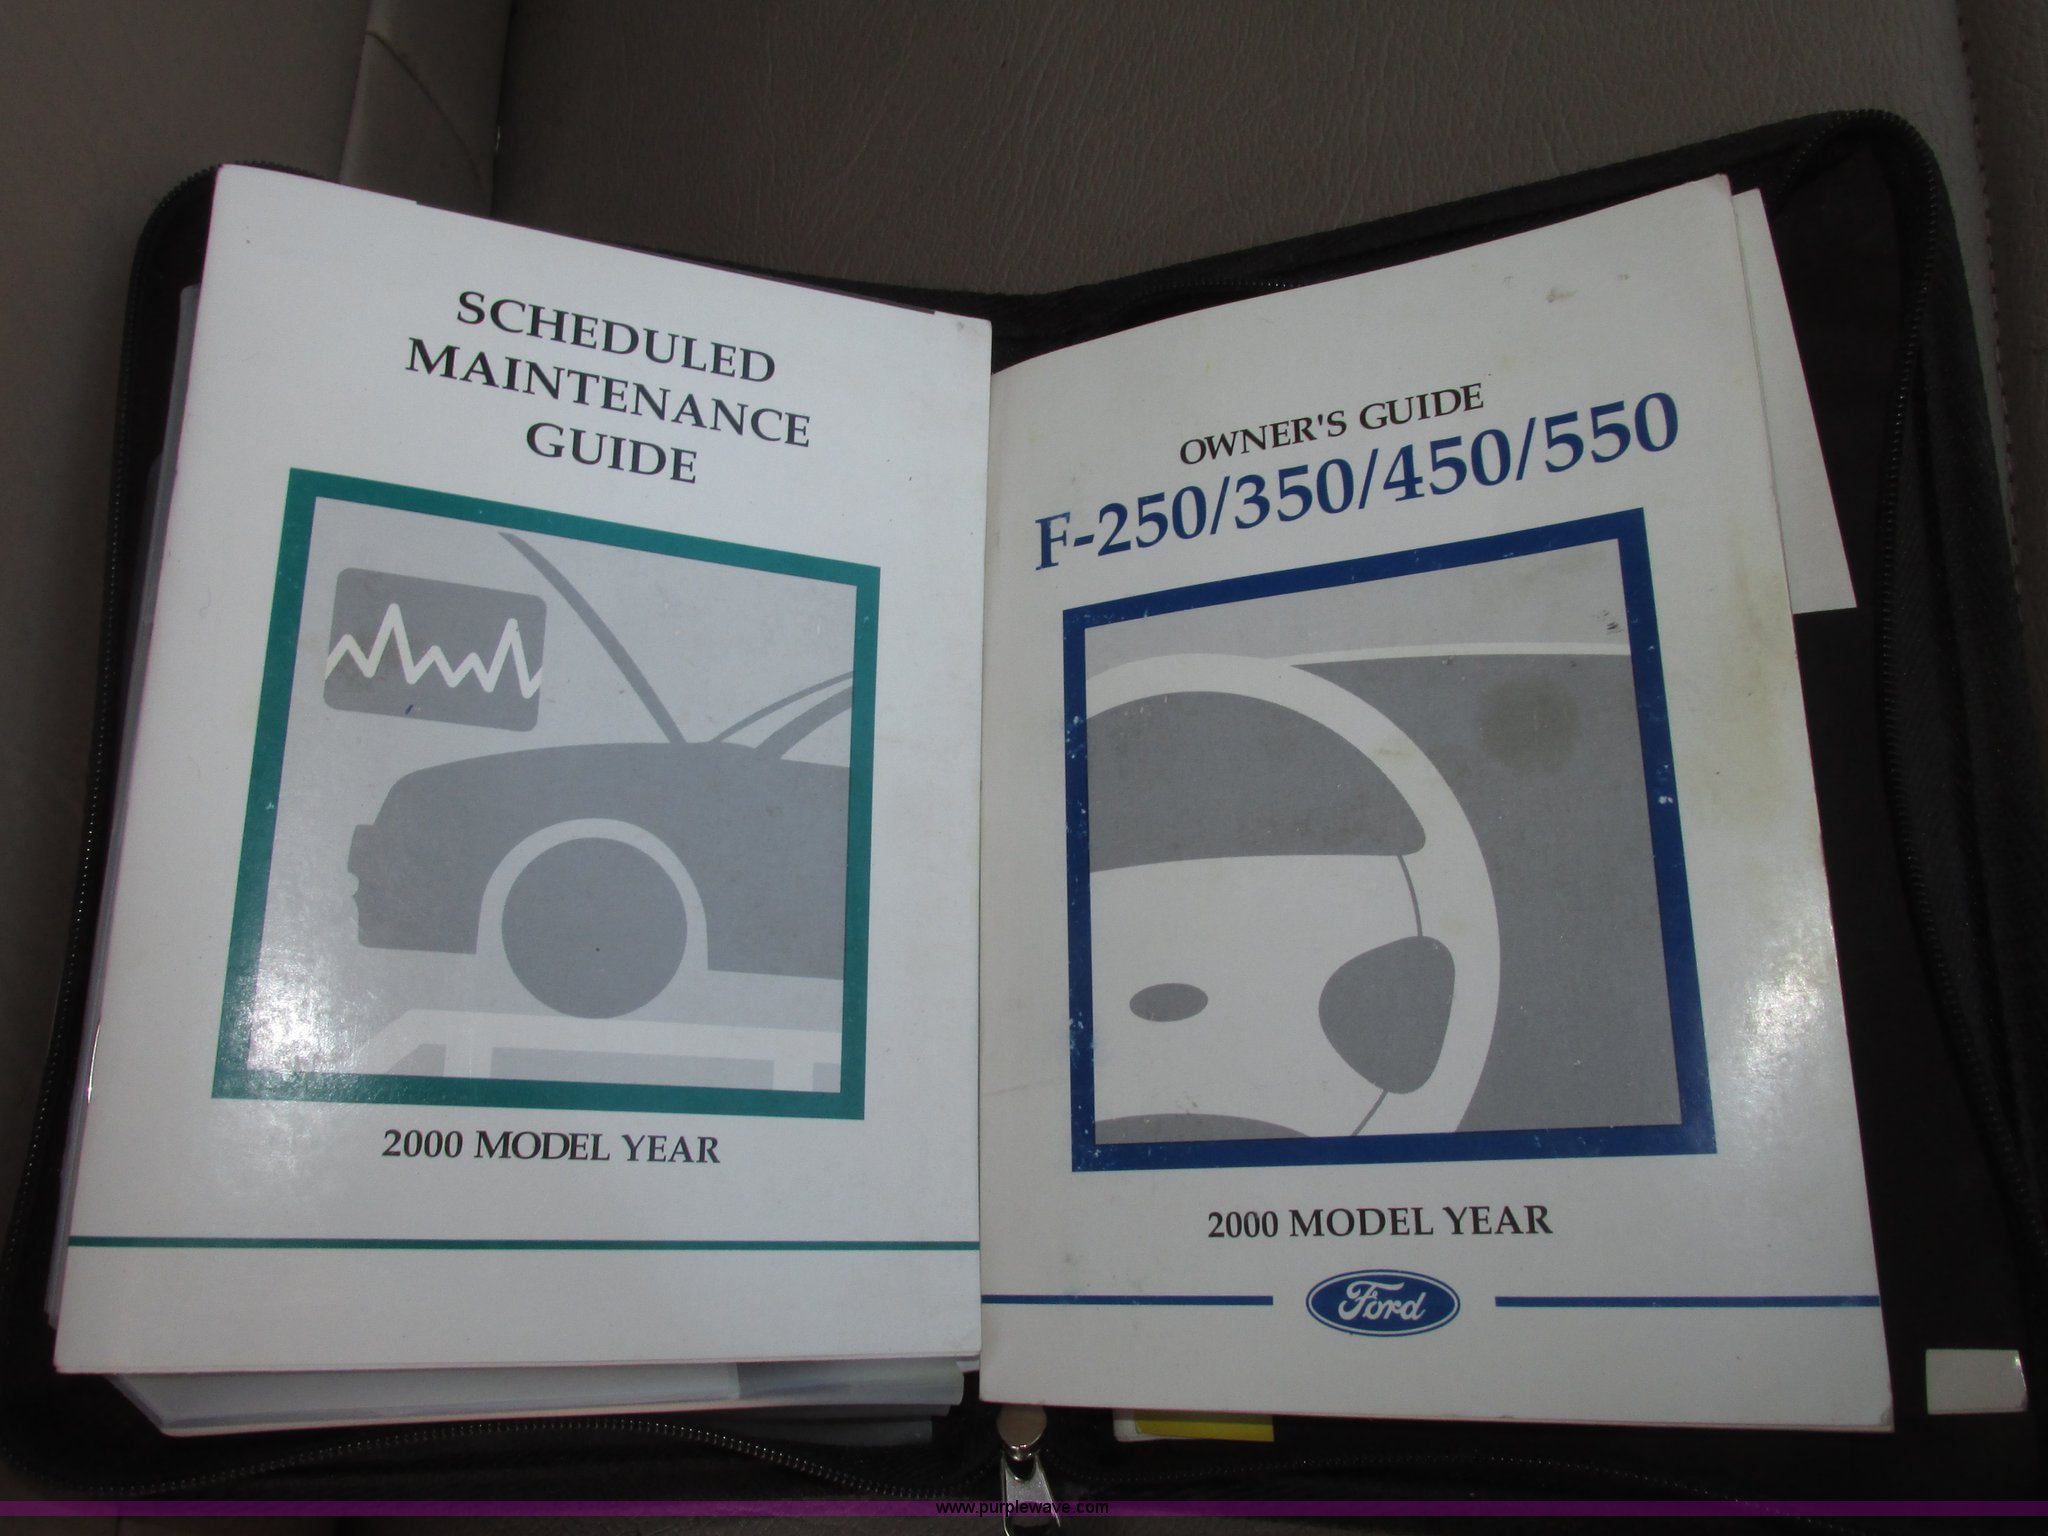 SCHEDULED
MAINTENANCE
GUIDE
2000 MODEL YEAR
OWNER'S GUIDE
F-250/350/450/550
2000 MODEL YEAR
Ford
www.purplewave.com